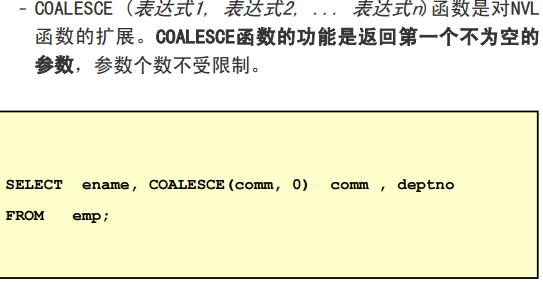 - COALESCE (表达式1, 表达式2, ... 表达式n)函数是对NVL
函数的扩展。COALESCE函数的功能是返回第一个不为空的
参数，参数个数不受限制。
SELECT ename, COALESCE(comm, 0) comm , deptno
FROM emp;